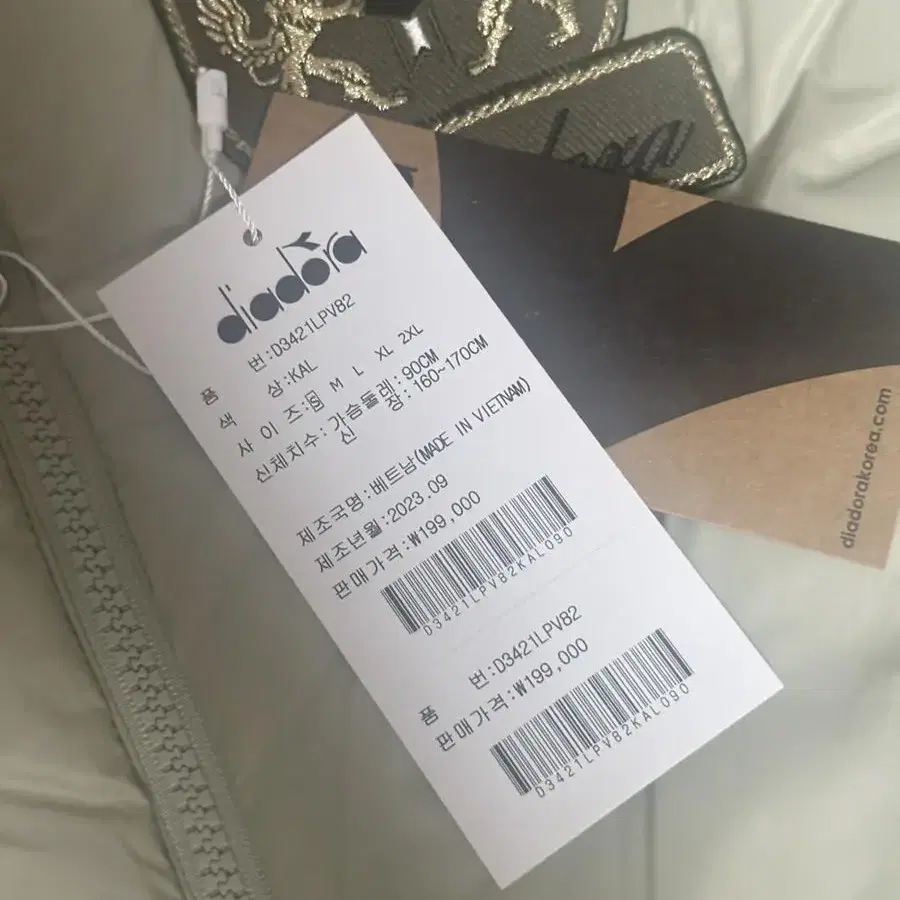 diadora
품 번:D3421LPV82
색 상:KAL
사 이 즈:S M L XL 2XL
신체치수:가슴둘레:90CM
신 장:160~170CM
제조국명:베트남(MADE IN VIETNAM)
제조년월:2023.09
판매가격:₩199,000
D3421LPV82KAL090
품 번:D3421LPV82
판매가격:₩199,000
D3421LPV82KAL090
diadorakorea.com